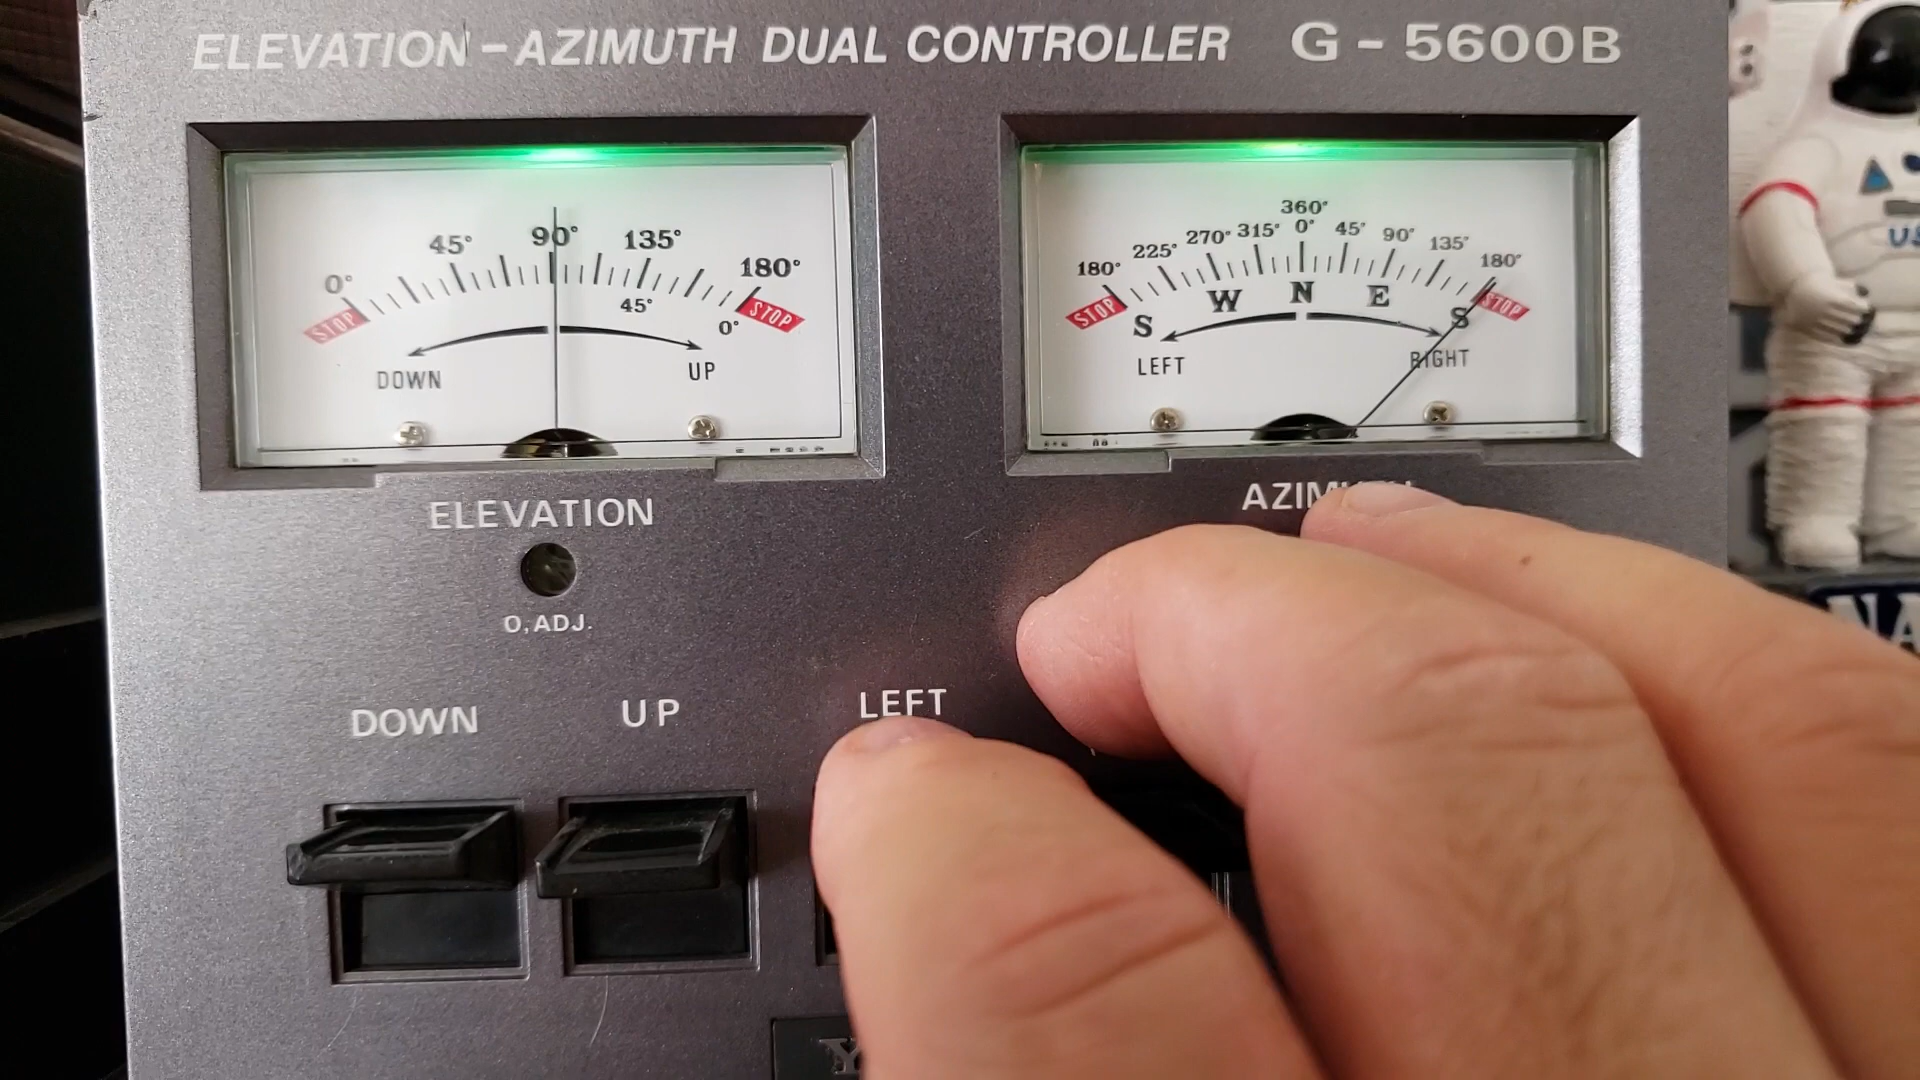 ELEVATION-AZIMUTH DUAL CONTROLLER G-5600B
0° 45° 90° 135° 180°
STOP STOP
45° 0°
DOWN UP
360°
180° 225° 270° 315° 0° 45° 90° 135° 180°
STOP S W N E S STOP
LEFT RIGHT
ELEVATION
O,ADJ.
DOWN UP LEFT